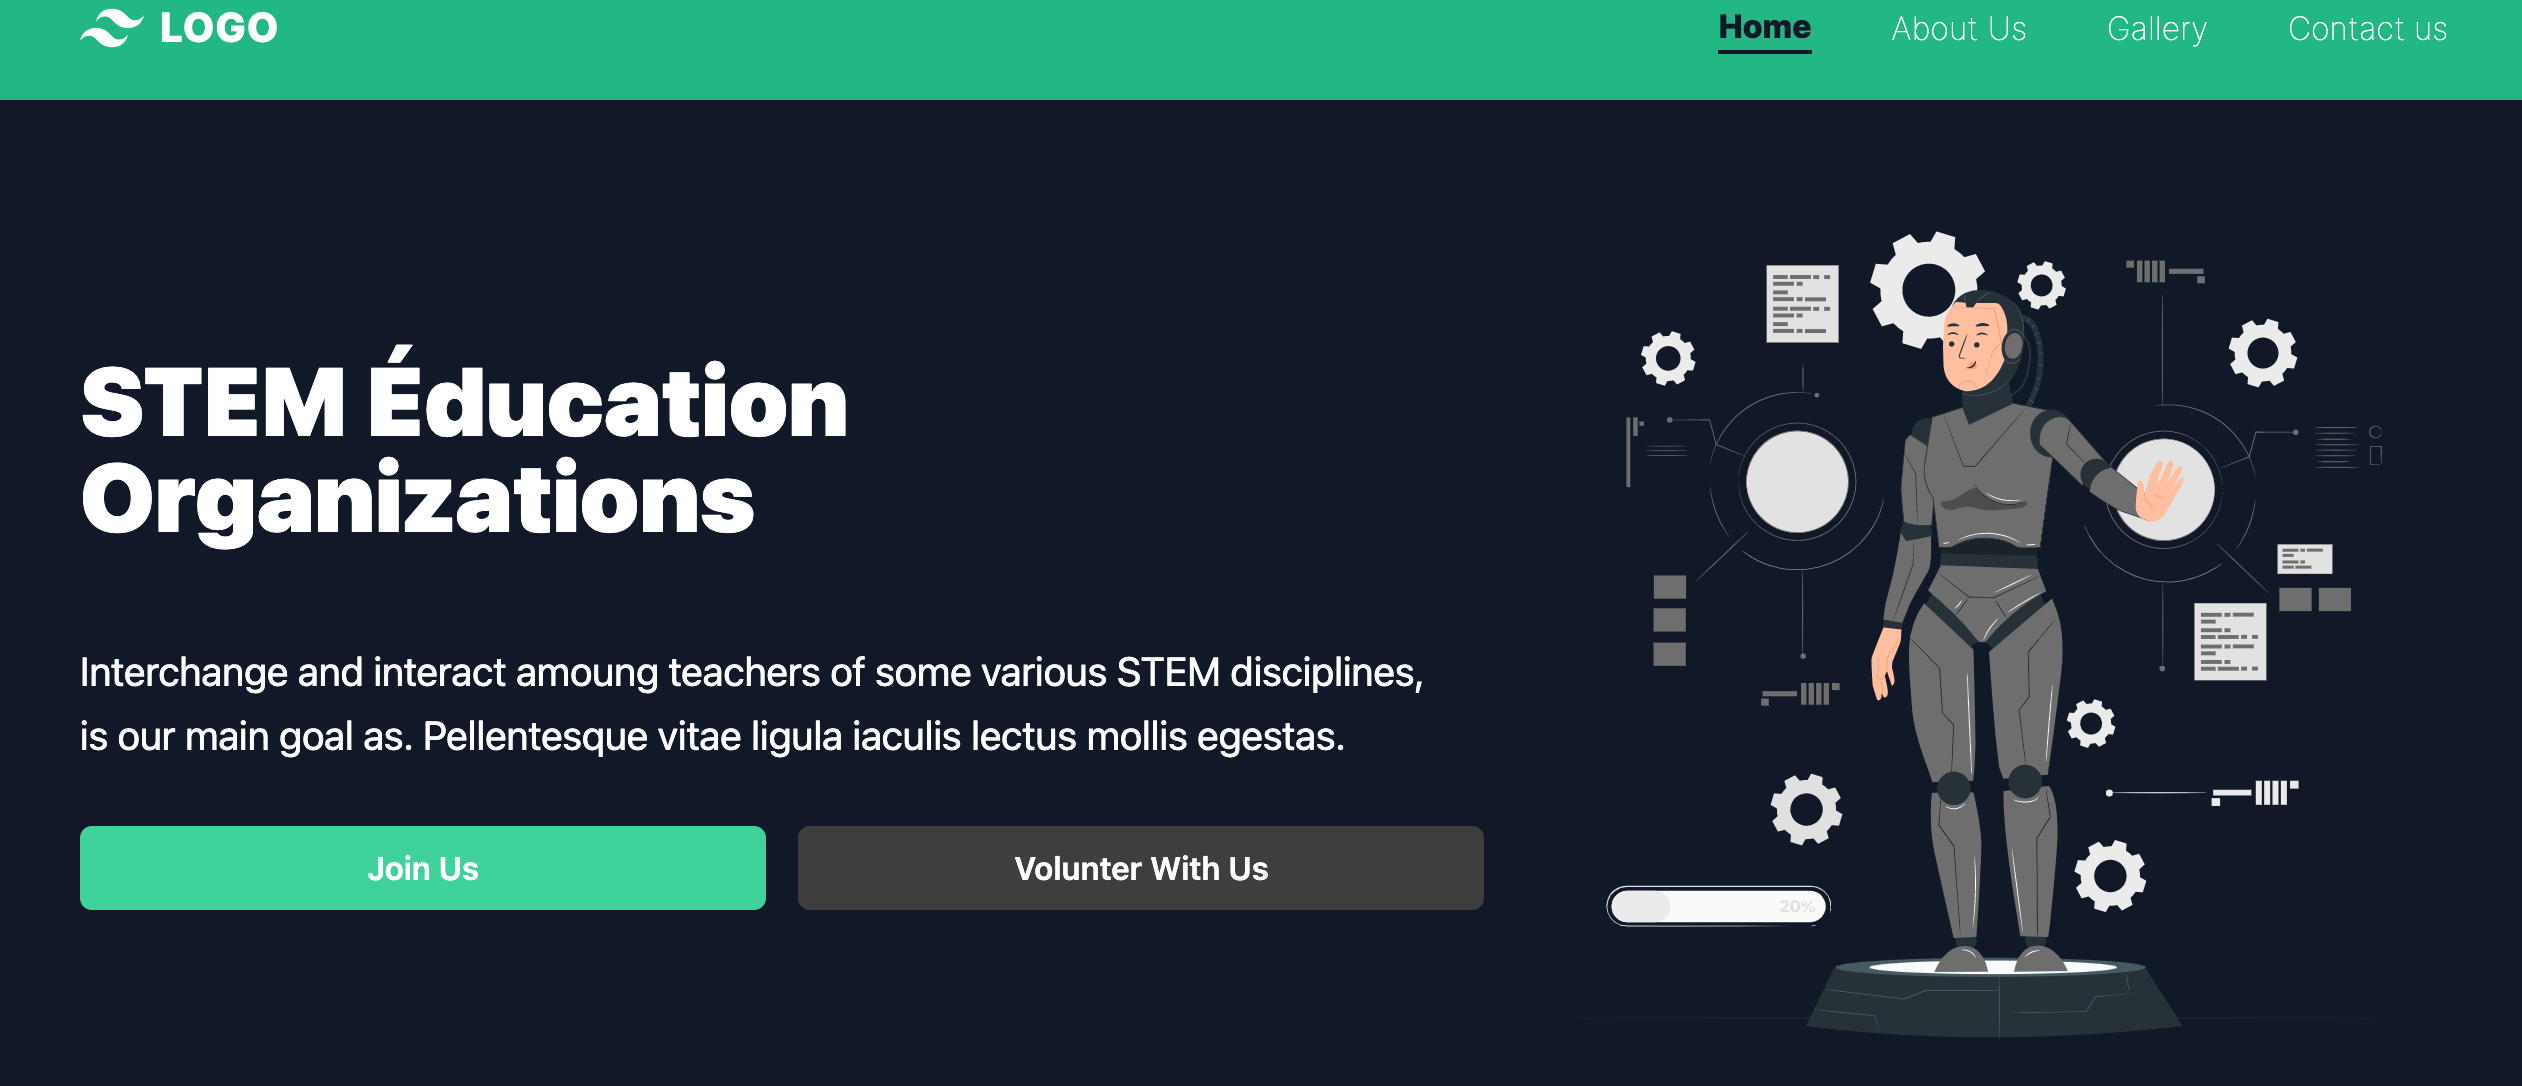 LOGO
Home
About Us
Gallery
Contact us
STEM Éducation
Organizations
Interchange and interact amoung teachers of some various STEM disciplines,
is our main goal as. Pellentesque vitae ligula iaculis lectus mollis egestas.
Join Us
Volunter With Us
20%